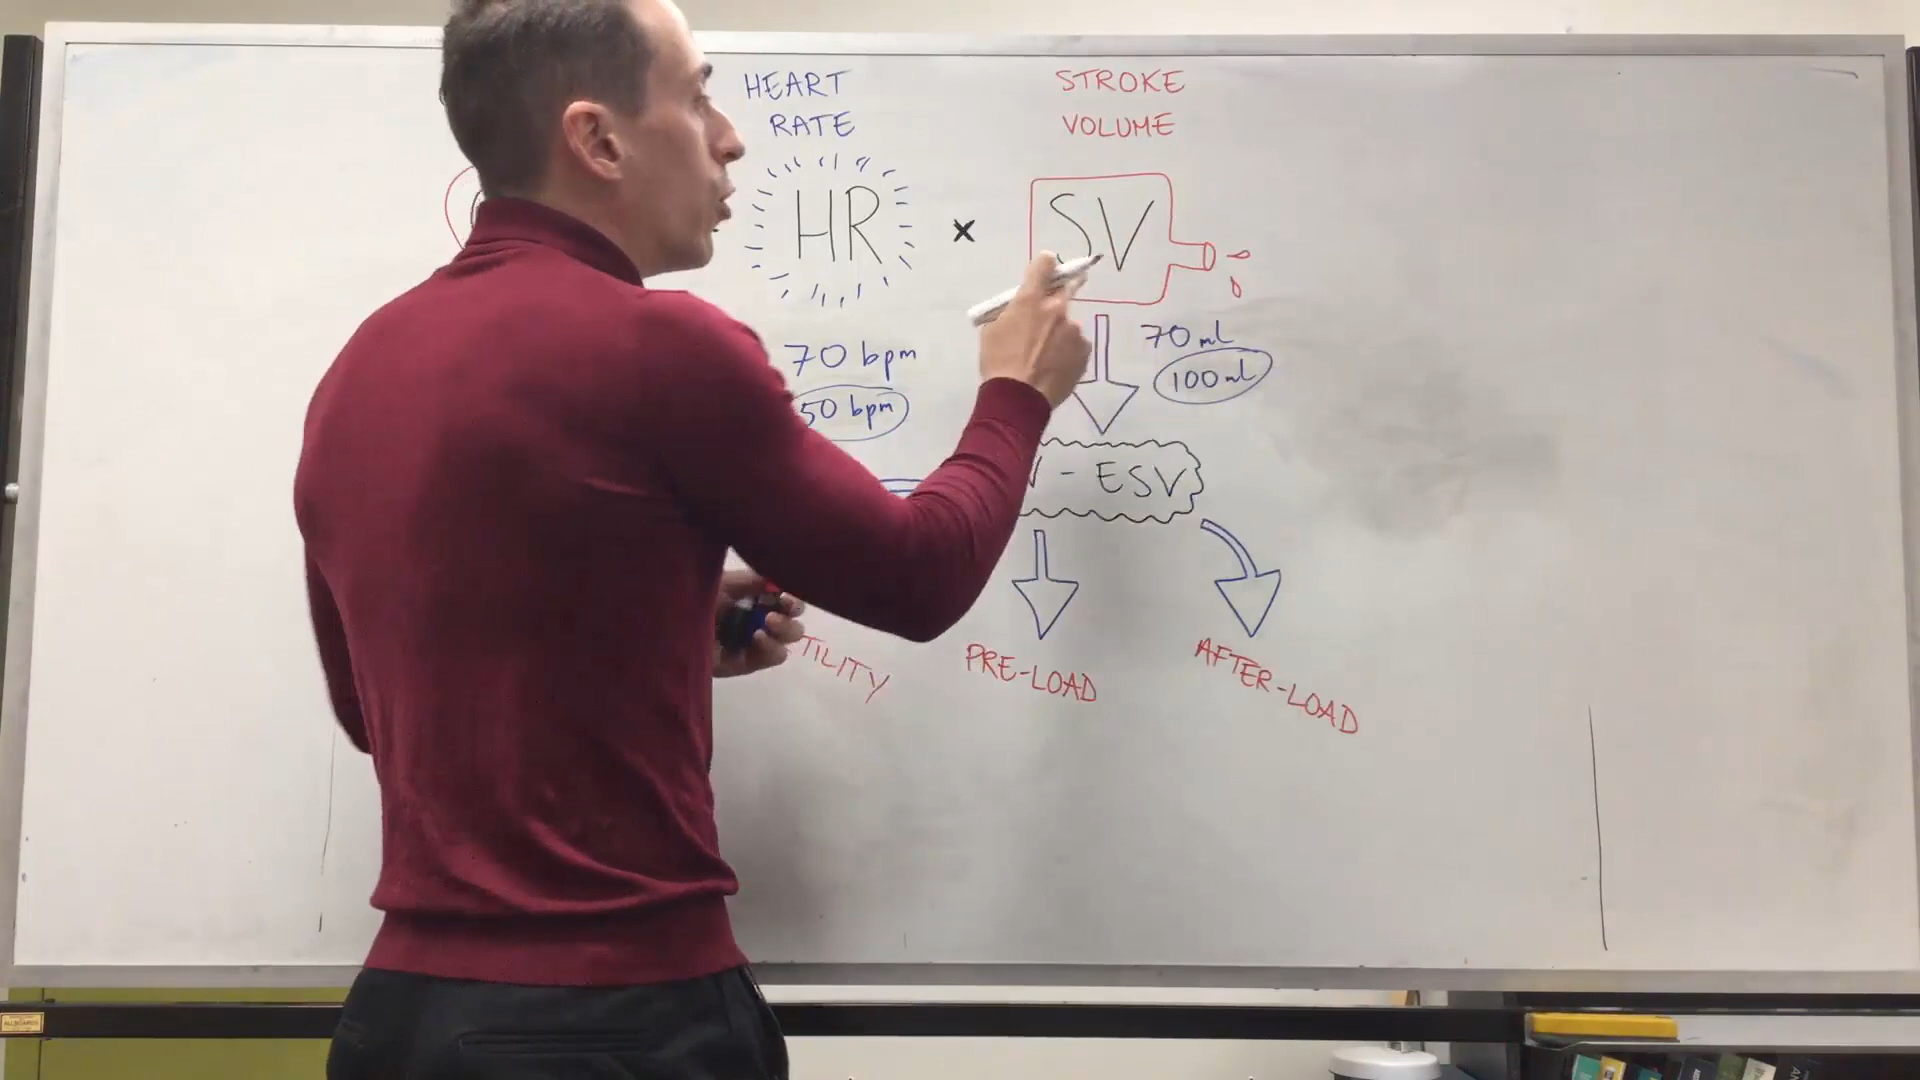 HEART
RATE
STROKE
VOLUME
HR
x
SV
70 bpm
50 bpm
70 ml
100 ml
- ESV
TILITY
PRE-LOAD
AFTER-LOAD